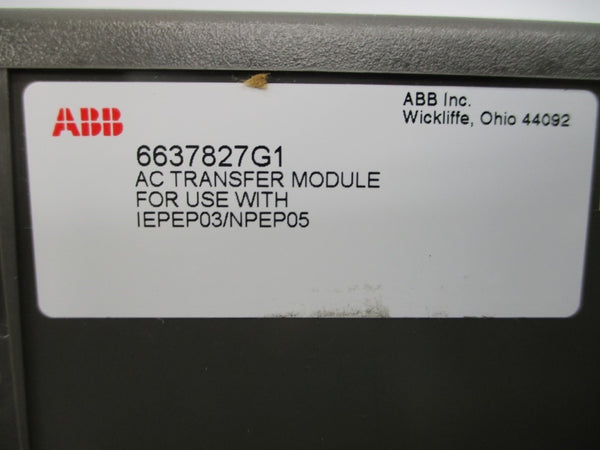 ABB
ABB Inc.
Wickliffe, Ohio 44092
6637827G1
AC TRANSFER MODULE
FOR USE WITH
IEPEP03/NPEP05